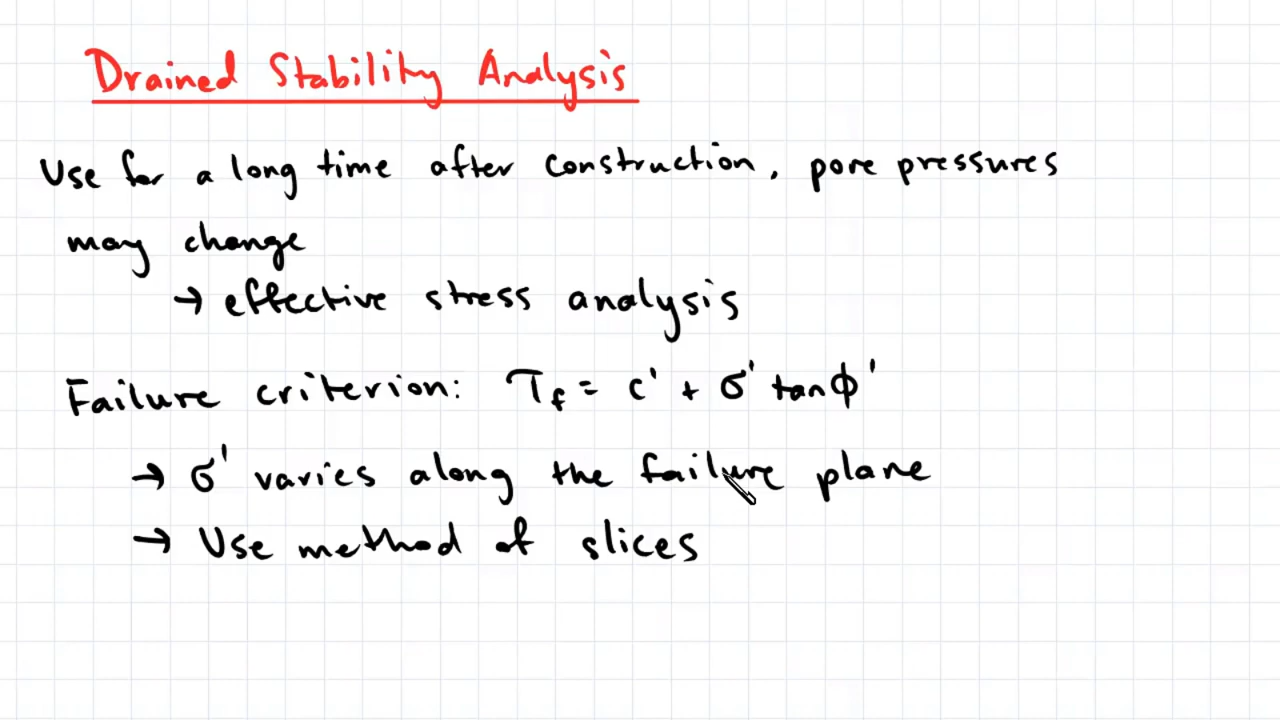 Drained Stability Analysis
Use for a long time after construction, pore pressures
may change
→ effective stress analysis
Failure criterion: τf = c' + σ' tanϕ'
→ σ' varies along the failure plane
→ Use method of slices